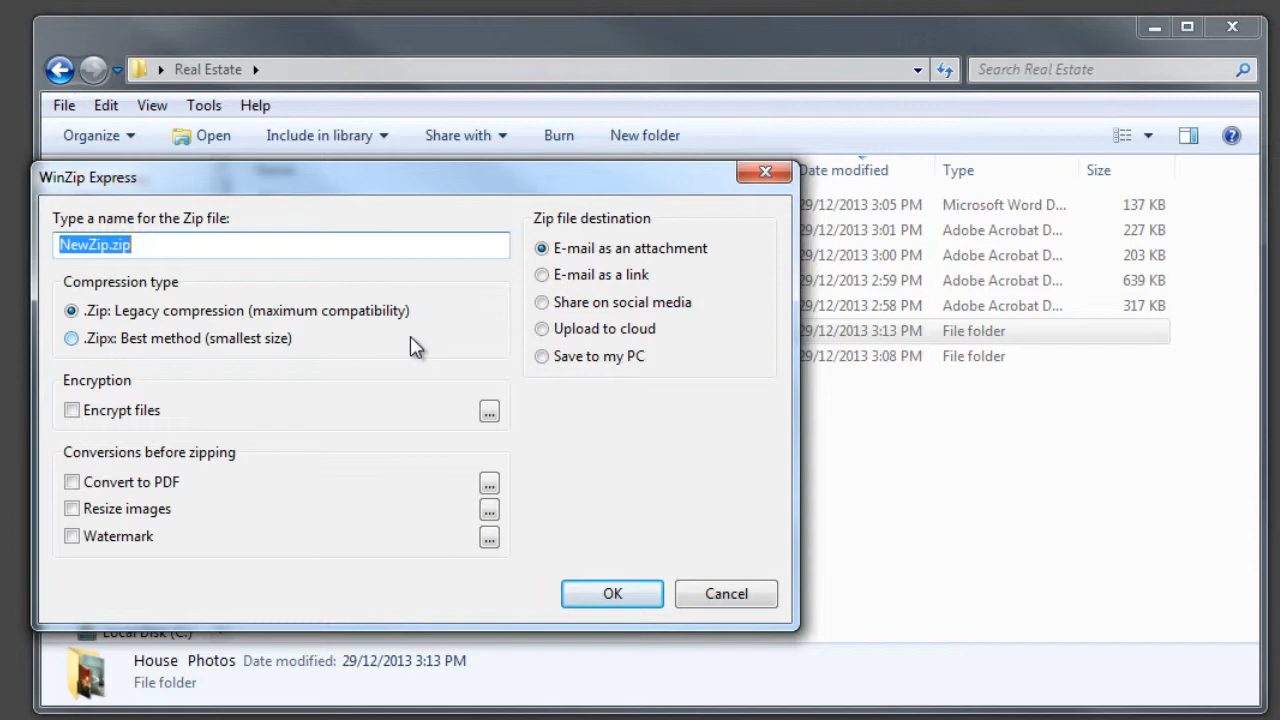 Real Estate
Search Real Estate
File Edit View Tools Help
Organize Open Include in library Share with Burn New folder
WinZip Express
Date modified Type Size
Type a name for the Zip file:
NewZip.zip
Compression type
.Zip: Legacy compression (maximum compatibility)
.Zipx: Best method (smallest size)
Encryption
Encrypt files
...
Conversions before zipping
Convert to PDF
...
Resize images
...
Watermark
...
Zip file destination
E-mail as an attachment
E-mail as a link
Share on social media
Upload to cloud
Save to my PC
OK Cancel
29/12/2013 3:05 PM Microsoft Word D... 137 KB
29/12/2013 3:01 PM Adobe Acrobat D... 227 KB
29/12/2013 3:00 PM Adobe Acrobat D... 203 KB
29/12/2013 2:59 PM Adobe Acrobat D... 639 KB
29/12/2013 2:58 PM Adobe Acrobat D... 317 KB
29/12/2013 3:13 PM File folder
29/12/2013 3:08 PM File folder
Local Disk (C:)
House Photos Date modified: 29/12/2013 3:13 PM
File folder